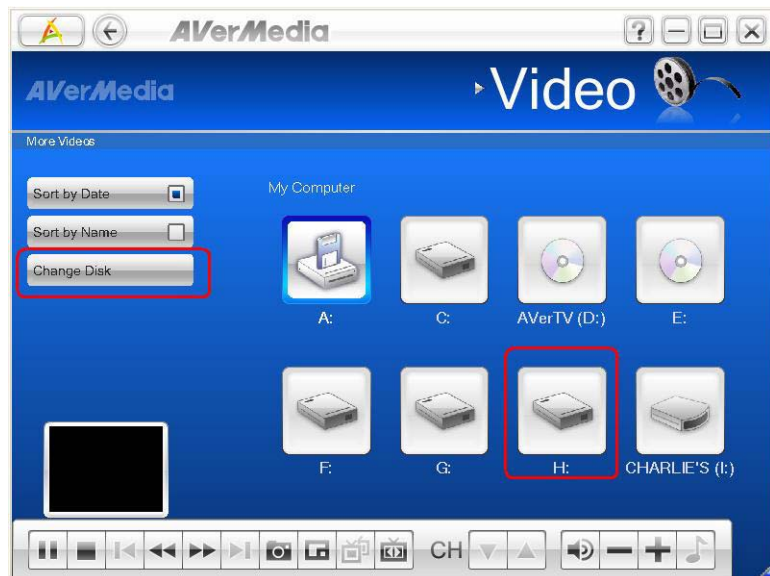 AVerMedia
AVerMedia
Video
More Videos
Sort by Date
Sort by Name
Change Disk
My Computer
A:
C:
AVerTV (D:)
E:
F:
G:
H:
CHARLIE'S (I:)
CH